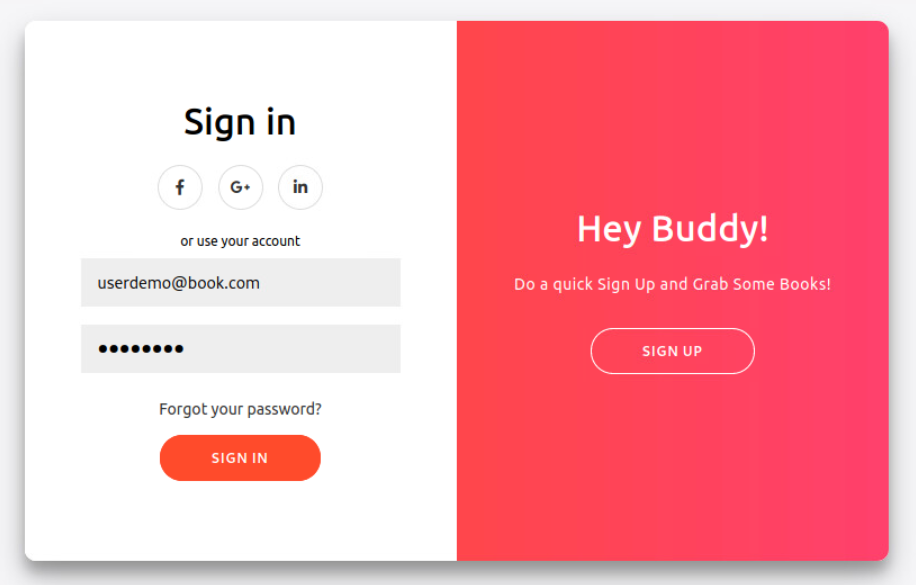 Sign in
f G+ in
or use your account
userdemo@book.com
••••••••
Forgot your password?
SIGN IN
Hey Buddy!
Do a quick Sign Up and Grab Some Books!
SIGN UP